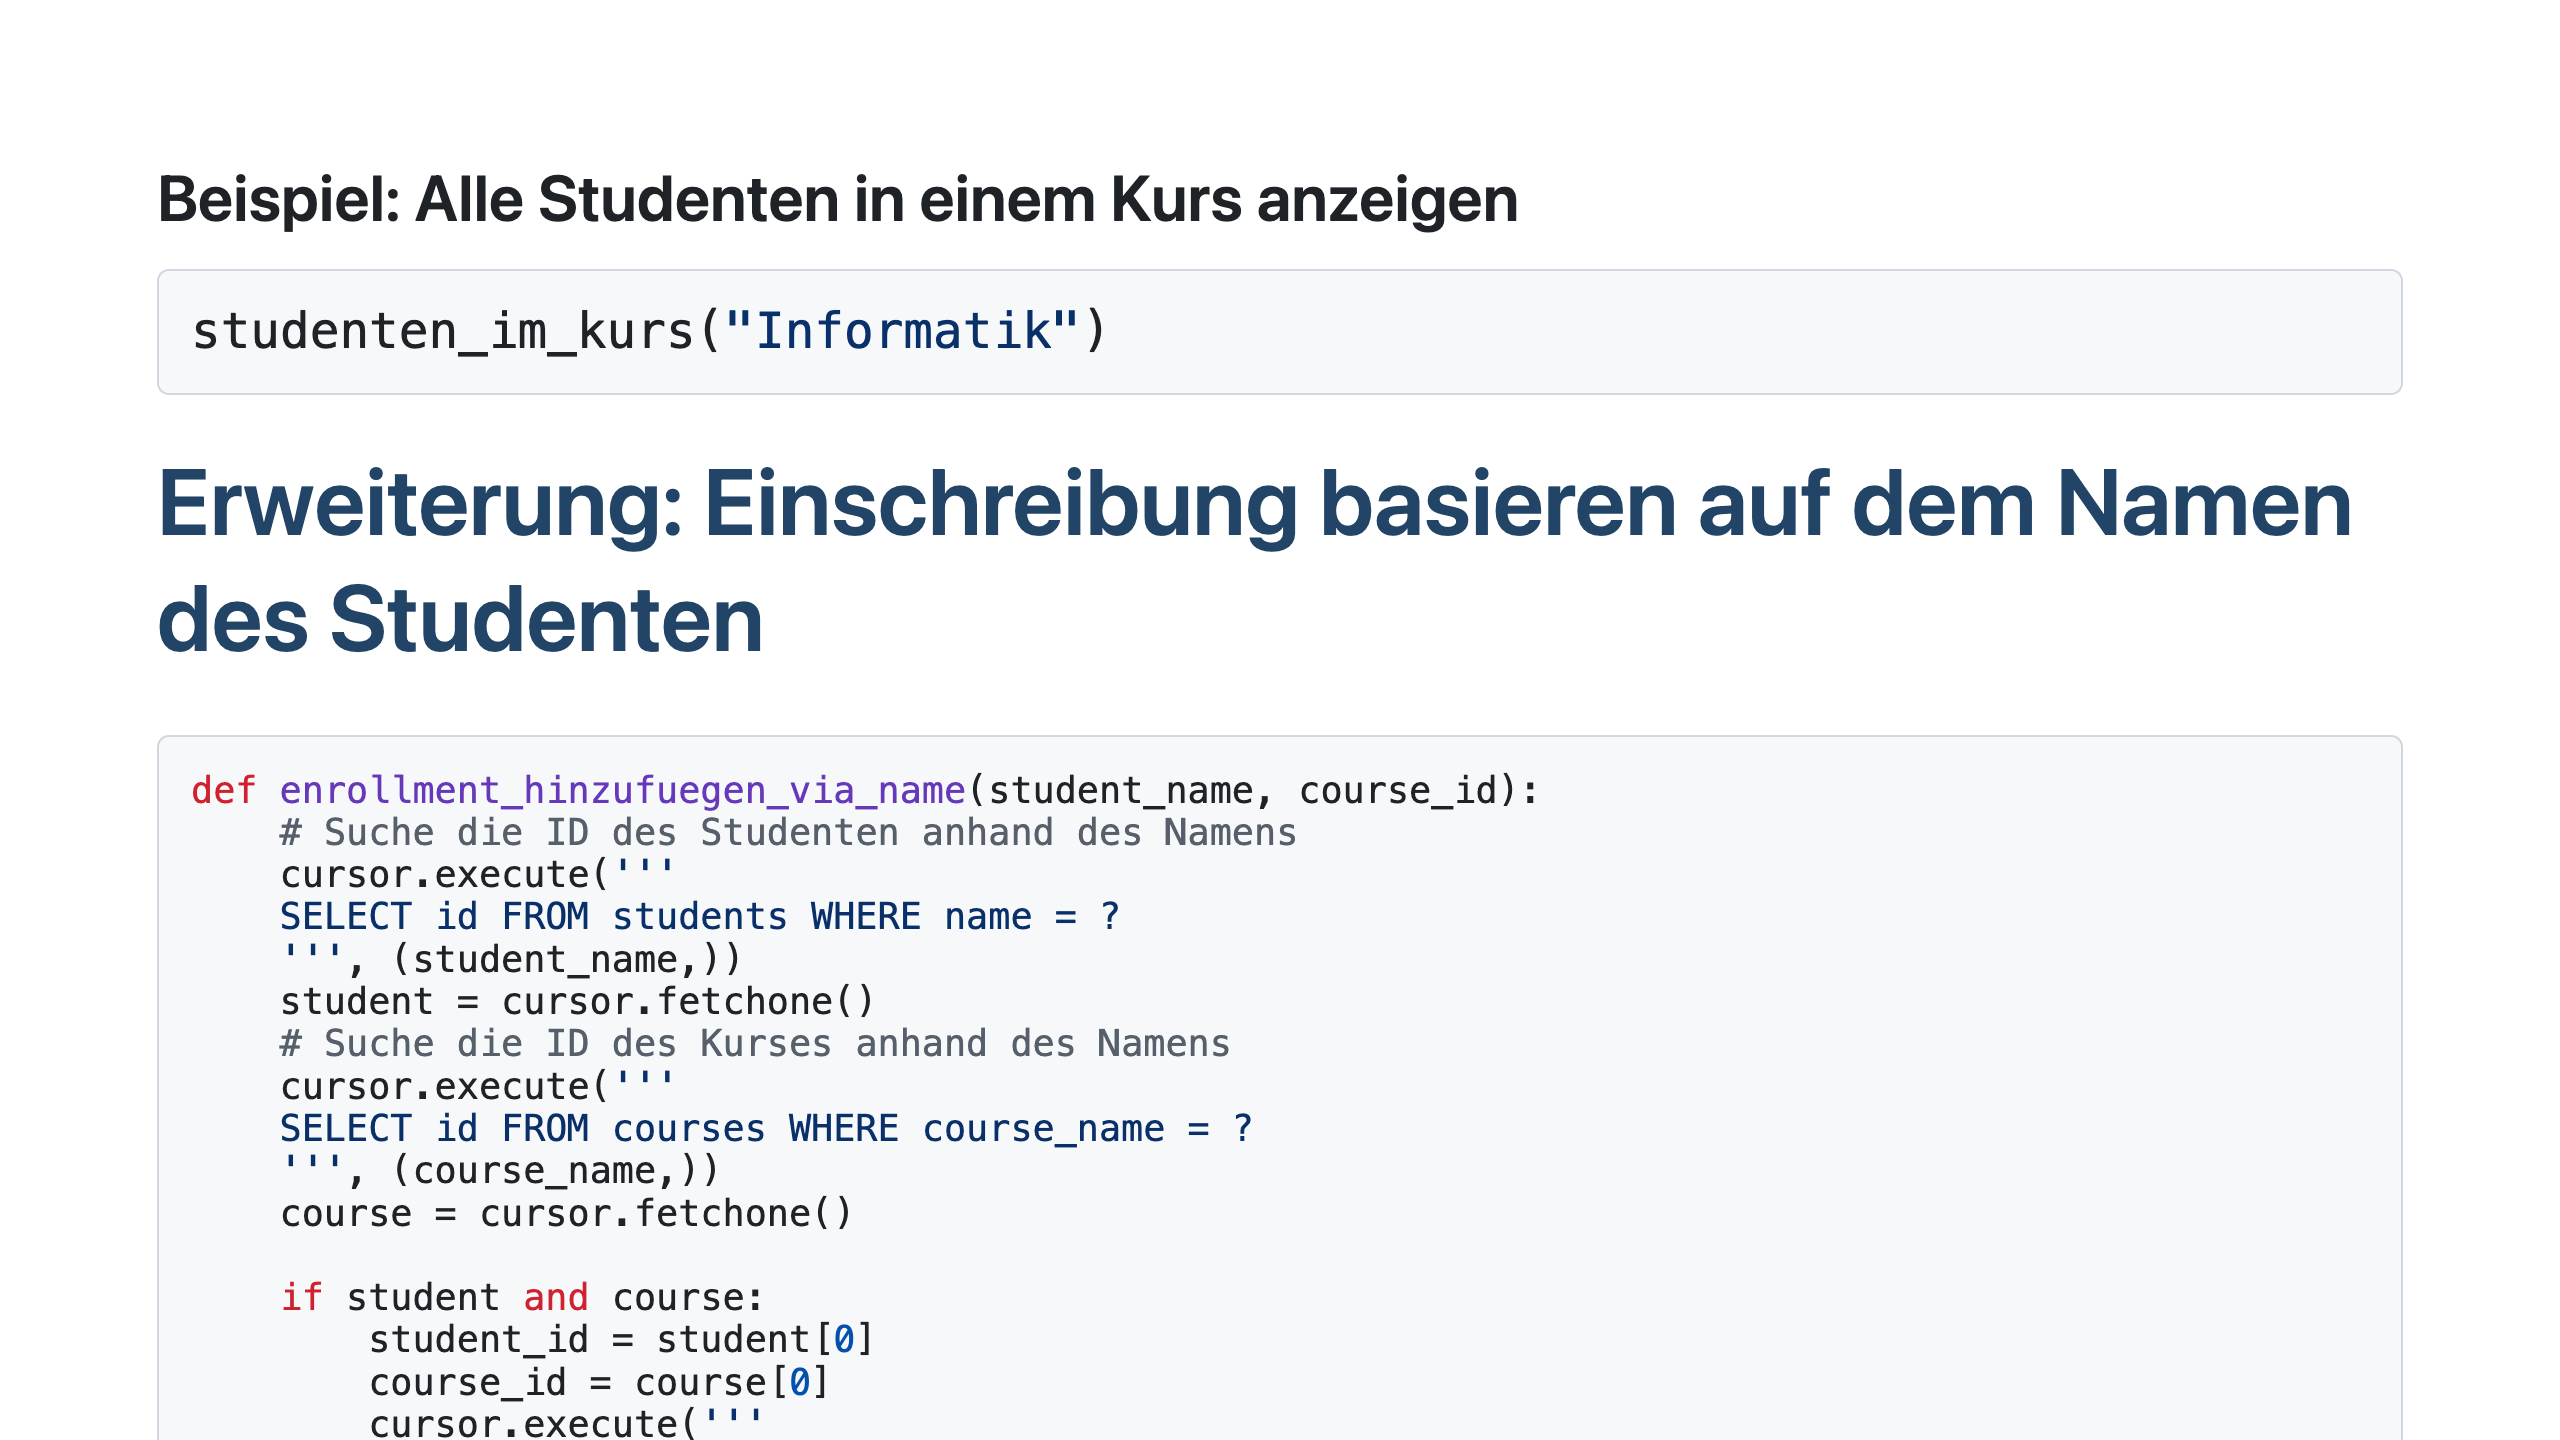 Beispiel: Alle Studenten in einem Kurs anzeigen
studenten_im_kurs("Informatik")
Erweiterung: Einschreibung basieren auf dem Namen
des Studenten
def enrollment_hinzufuegen_via_name(student_name, course_id):
    # Suche die ID des Studenten anhand des Namens
    cursor.execute('''
    SELECT id FROM students WHERE name = ?
    ''', (student_name,))
    student = cursor.fetchone()
    # Suche die ID des Kurses anhand des Namens
    cursor.execute('''
    SELECT id FROM courses WHERE course_name = ?
    ''', (course_name,))
    course = cursor.fetchone()

    if student and course:
        student_id = student[0]
        course_id = course[0]
        cursor.execute('''